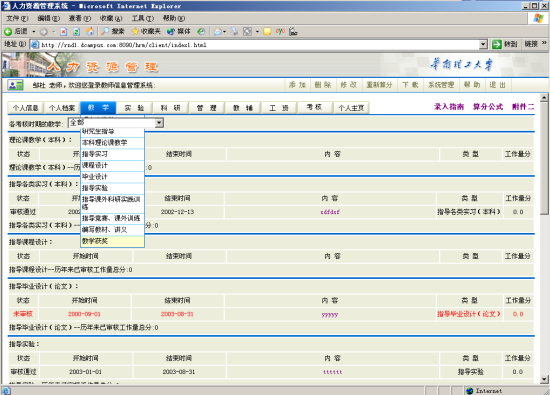 人力资源管理系统 - Microsoft Internet Explorer
文件(F) 编辑(E) 查看(V) 收藏(A) 工具(T) 帮助(H)
后退 搜索 收藏夹 媒体
地址(D) http://rnd1.dcampus.com:8090/hrm/client/index1.html 转到 链接 »
人力资源管理 华南理工大学
邹牡 老师,欢迎您登录教师信息管理系统: 添加 删除 修改 重新算分 下载 系统管理 帮助 退出
个人信息 个人档案 教 学 实 验 科 研 管 理 教 辅 工 资 考 核 个人主页 录入指南 算分公式 附件二
各考核时期的教学: 全部
研究生指导
本科理论课教学
指导实习
课程设计
毕业设计
指导实验
指导课外科研实践训练
指导竞赛、课外训练
编写教材、讲义
教学获奖
理论课教学(本科):
状态 开始时间 结束时间 内 容 类 型 工作量分
理论课教学(本科)--历 :0
指导各类实习(本科):
状态 结束时间 内 容 类 型 工作量分
审核通过 2002 2002-12-13 sdfdsf 指导各类实习(本科) 0.0
指导各类实习(本科)-- 分:0
指导课程设计:
状态 开始时间 结束时间 内 容 类 型 工作量分
指导课程设计--历年未已审核工作量总分:0
指导毕业设计(论文):
状态 开始时间 结束时间 内 容 类 型 工作量分
未审核 2000-09-01 2003-08-31 yyyyy 指导毕业设计(论文) 0.0
指导毕业设计(论文)--历年未已审核工作量总分:0
指导实验:
状态 开始时间 结束时间 内 容 类 型 工作量分
审核通过 2003-01-01 2003-08-31 tttttt 指导实验 0.0
Internet